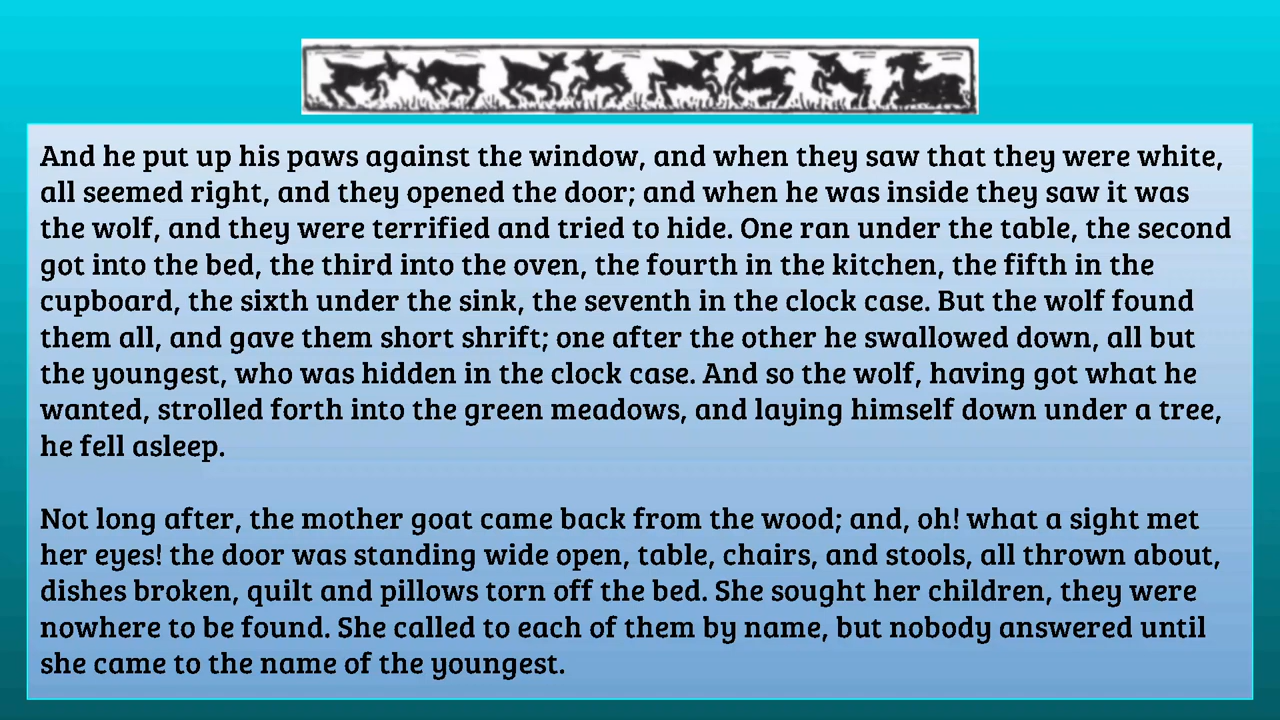 And he put up his paws against the window, and when they saw that they were white,
all seemed right, and they opened the door; and when he was inside they saw it was
the wolf, and they were terrified and tried to hide. One ran under the table, the second
got into the bed, the third into the oven, the fourth in the kitchen, the fifth in the
cupboard, the sixth under the sink, the seventh in the clock case. But the wolf found
them all, and gave them short shrift; one after the other he swallowed down, all but
the youngest, who was hidden in the clock case. And so the wolf, having got what he
wanted, strolled forth into the green meadows, and laying himself down under a tree,
he fell asleep.
Not long after, the mother goat came back from the wood; and, oh! what a sight met
her eyes! the door was standing wide open, table, chairs, and stools, all thrown about,
dishes broken, quilt and pillows torn off the bed. She sought her children, they were
nowhere to be found. She called to each of them by name, but nobody answered until
she came to the name of the youngest.